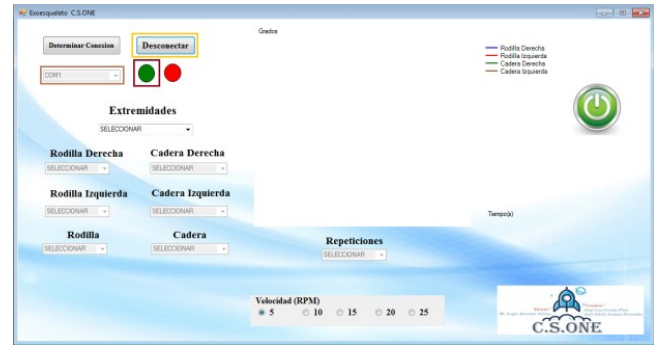 Exoesqueleto C.S.ONE
Determinar Conexion
Desconectar
COM1
Extremidades
SELECCIONAR
Rodilla Derecha
Cadera Derecha
SELECCIONAR
SELECCIONAR
Rodilla Izquierda
Cadera Izquierda
SELECCIONAR
SELECCIONAR
Rodilla
Cadera
SELECCIONAR
SELECCIONAR
Grados
Rodilla Derecha
Rodilla Izquierda
Cadera Derecha
Cadera Izquierda
Tiempo(s)
Repeticiones
SELECCIONAR
Velocidad (RPM)
5 10 15 20 25
C.S.ONE